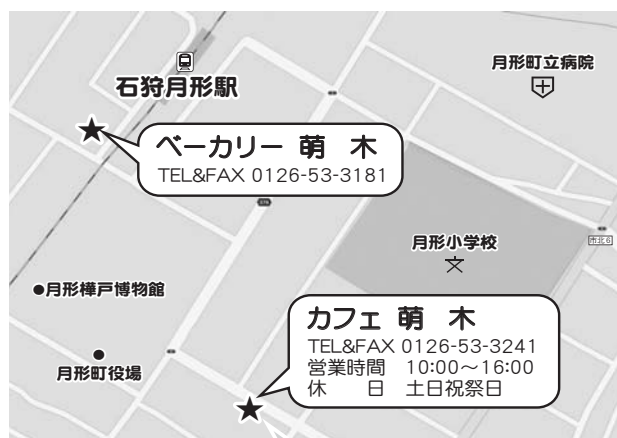 月形町立病院
石狩月形駅
ベーカリー 萌 木
TEL&FAX 0126-53-3181
月形小学校
市北6
●月形樺戸博物館
カフェ 萌 木
TEL&FAX 0126-53-3241
営業時間 10:00～16:00
休 日 土日祝祭日
月形町役場